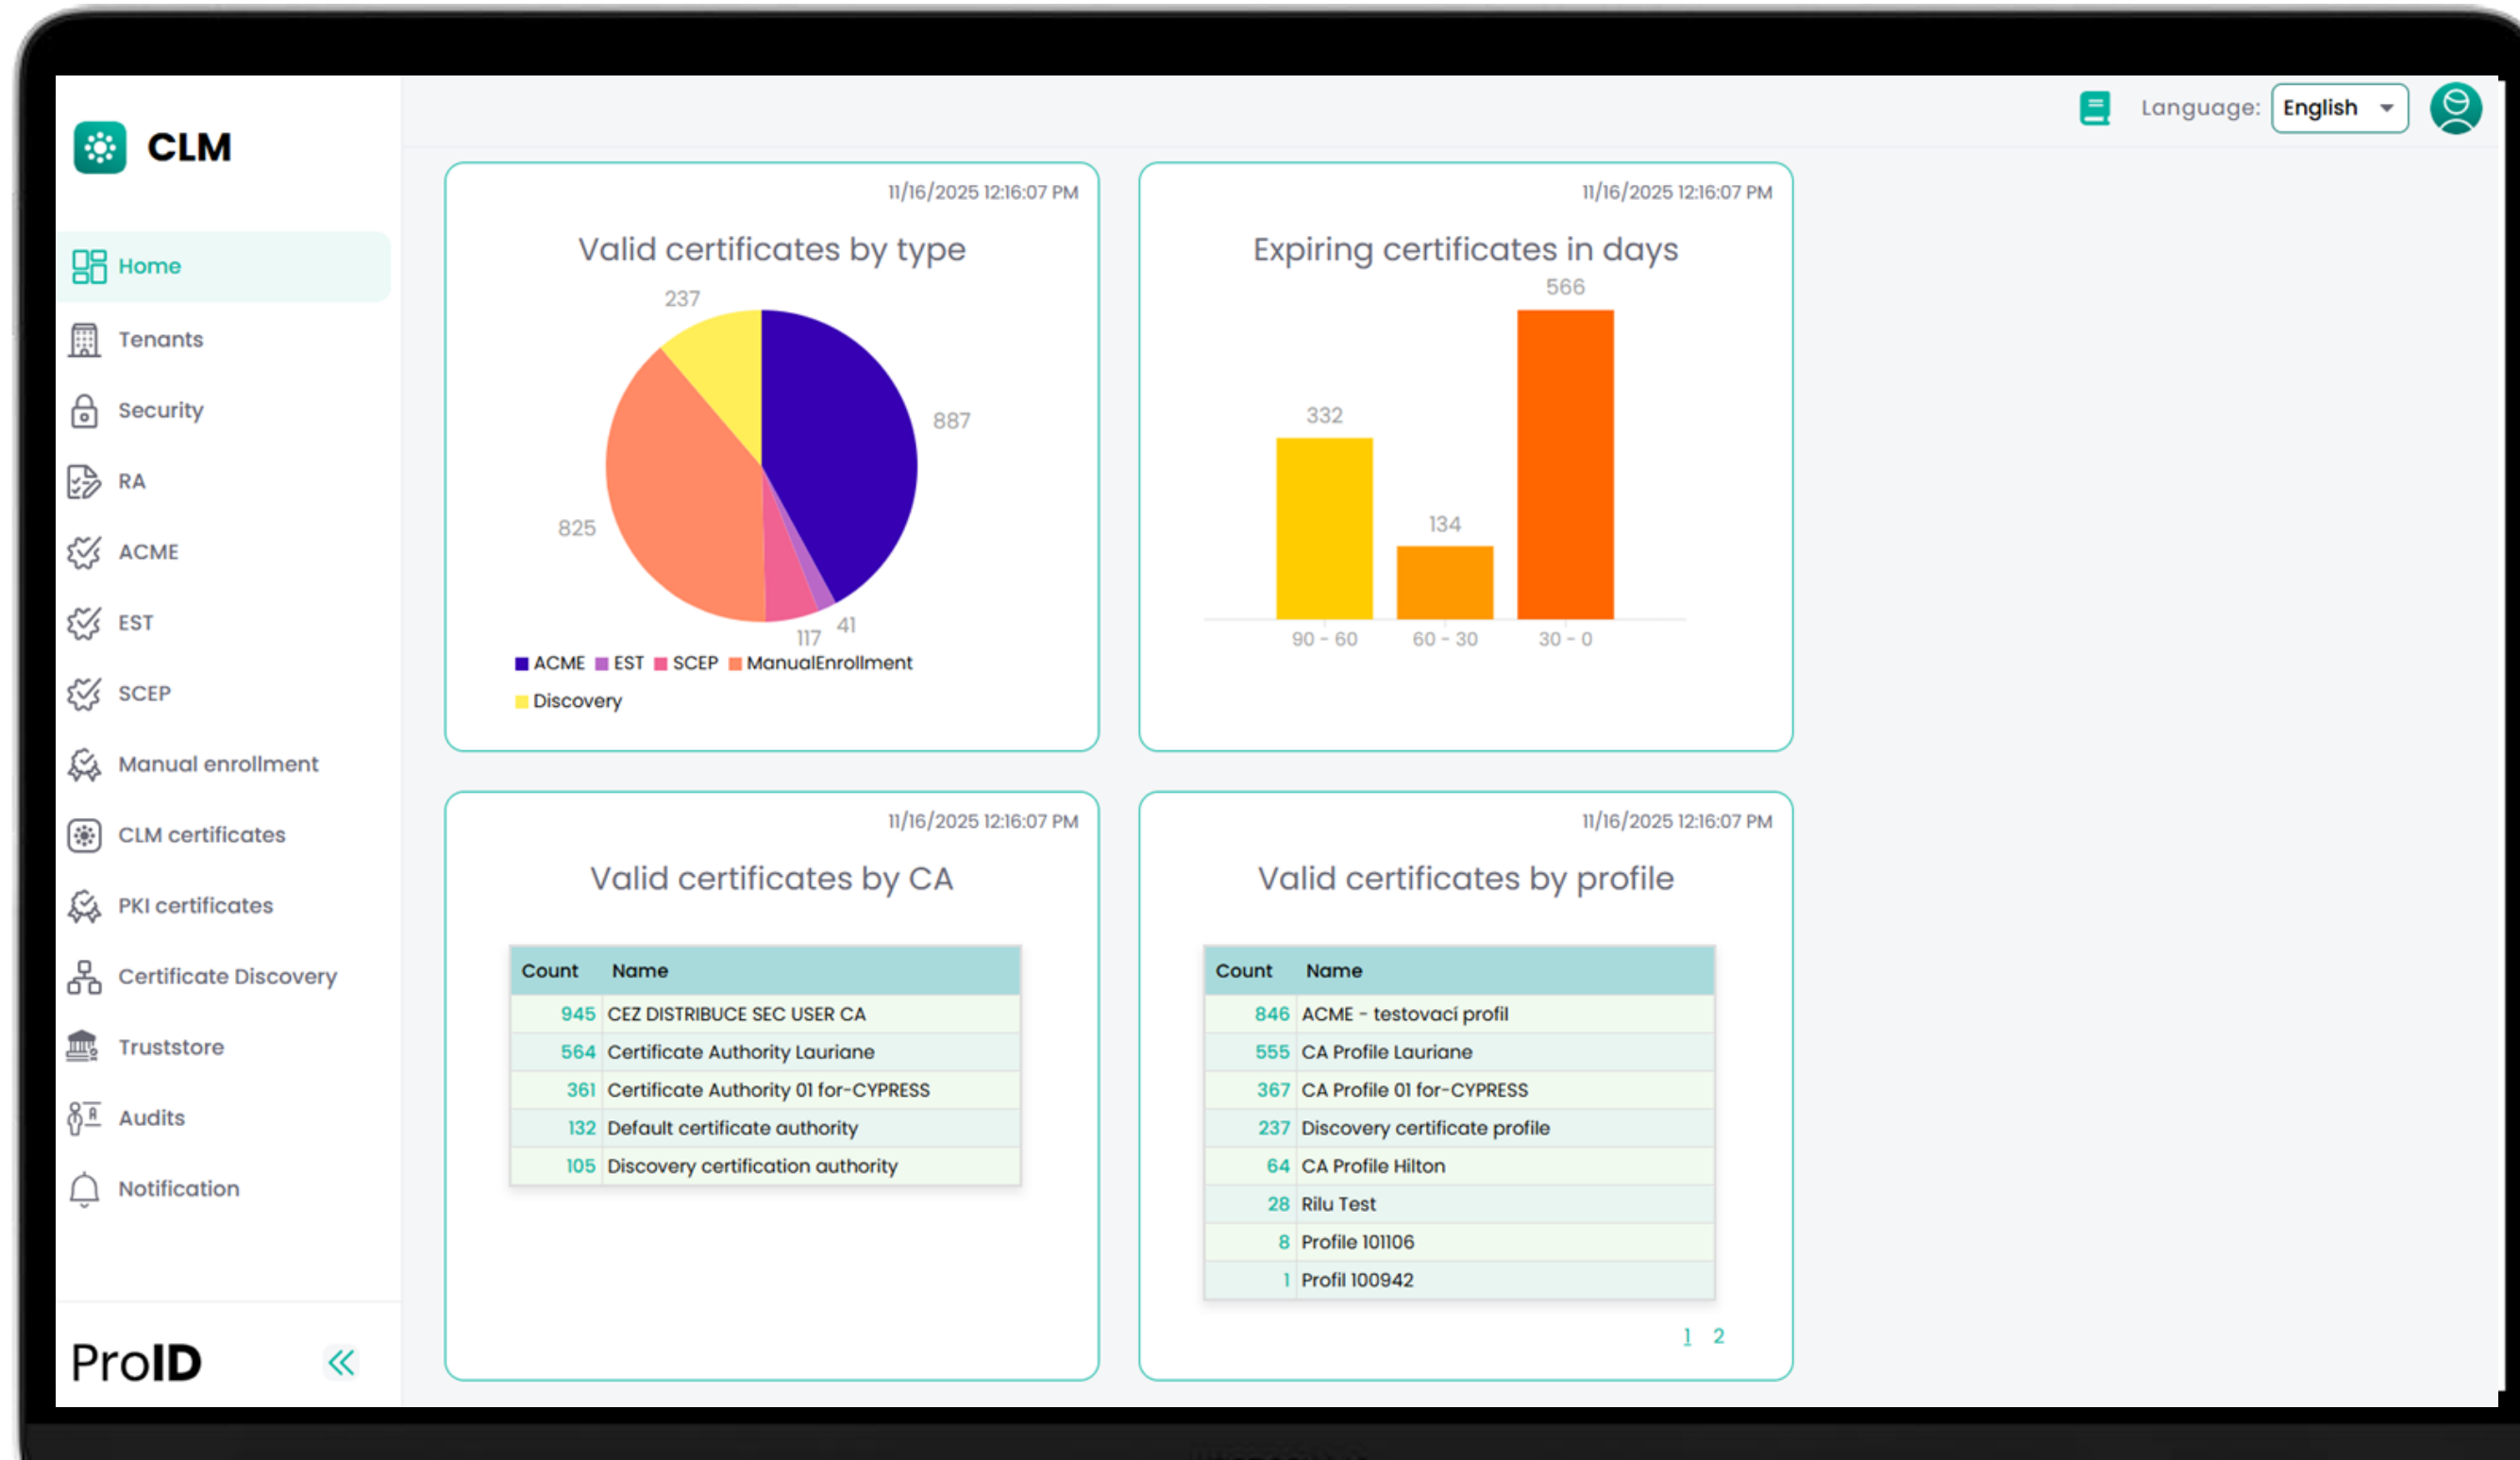 CLM
Language: English
Home
Tenants
Security
RA
ACME
EST
SCEP
Manual enrollment
CLM certificates
PKI certificates
Certificate Discovery
Truststore
Audits
Notification
ProID
11/16/2025 12:16:07 PM
Valid certificates by type
237
887
825
41
117
ACME EST SCEP ManualEnrollment
Discovery
11/16/2025 12:16:07 PM
Expiring certificates in days
566
332
134
90 - 60 60 - 30 30 - 0
11/16/2025 12:16:07 PM
Valid certificates by CA
Count Name
945 CEZ DISTRIBUCE SEC USER CA
564 Certificate Authority Lauriane
361 Certificate Authority 01 for-CYPRESS
132 Default certificate authority
105 Discovery certification authority
11/16/2025 12:16:07 PM
Valid certificates by profile
Count Name
846 ACME - testovací profil
555 CA Profile Lauriane
367 CA Profile 01 for-CYPRESS
237 Discovery certificate profile
64 CA Profile Hilton
28 Rilu Test
8 Profile 101106
1 Profil 100942
1 2